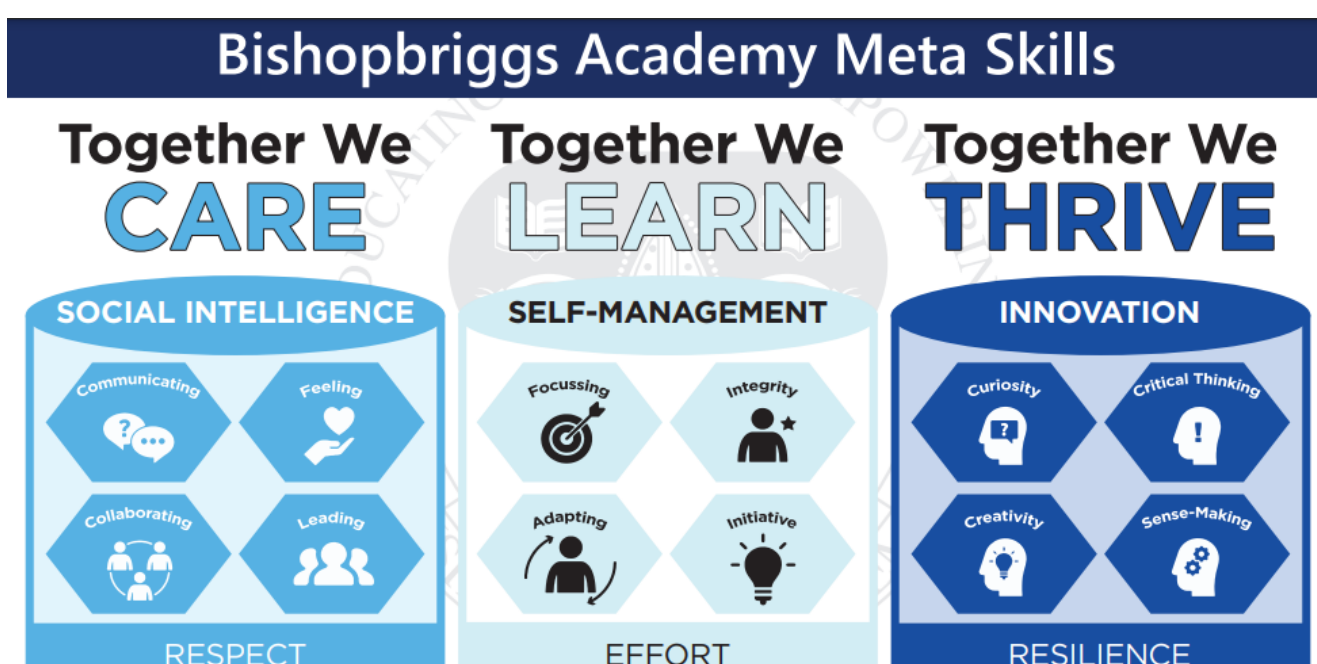 Bishopbriggs Academy Meta Skills
Together We
CARE
Together We
LEARN
Together We
THRIVE
SOCIAL INTELLIGENCE
Communicating
Feeling
Collaborating
Leading
RESPECT
SELF-MANAGEMENT
Focussing
Integrity
Adapting
Initiative
EFFORT
INNOVATION
Curiosity
Critical Thinking
Creativity
Sense-Making
RESILIENCE